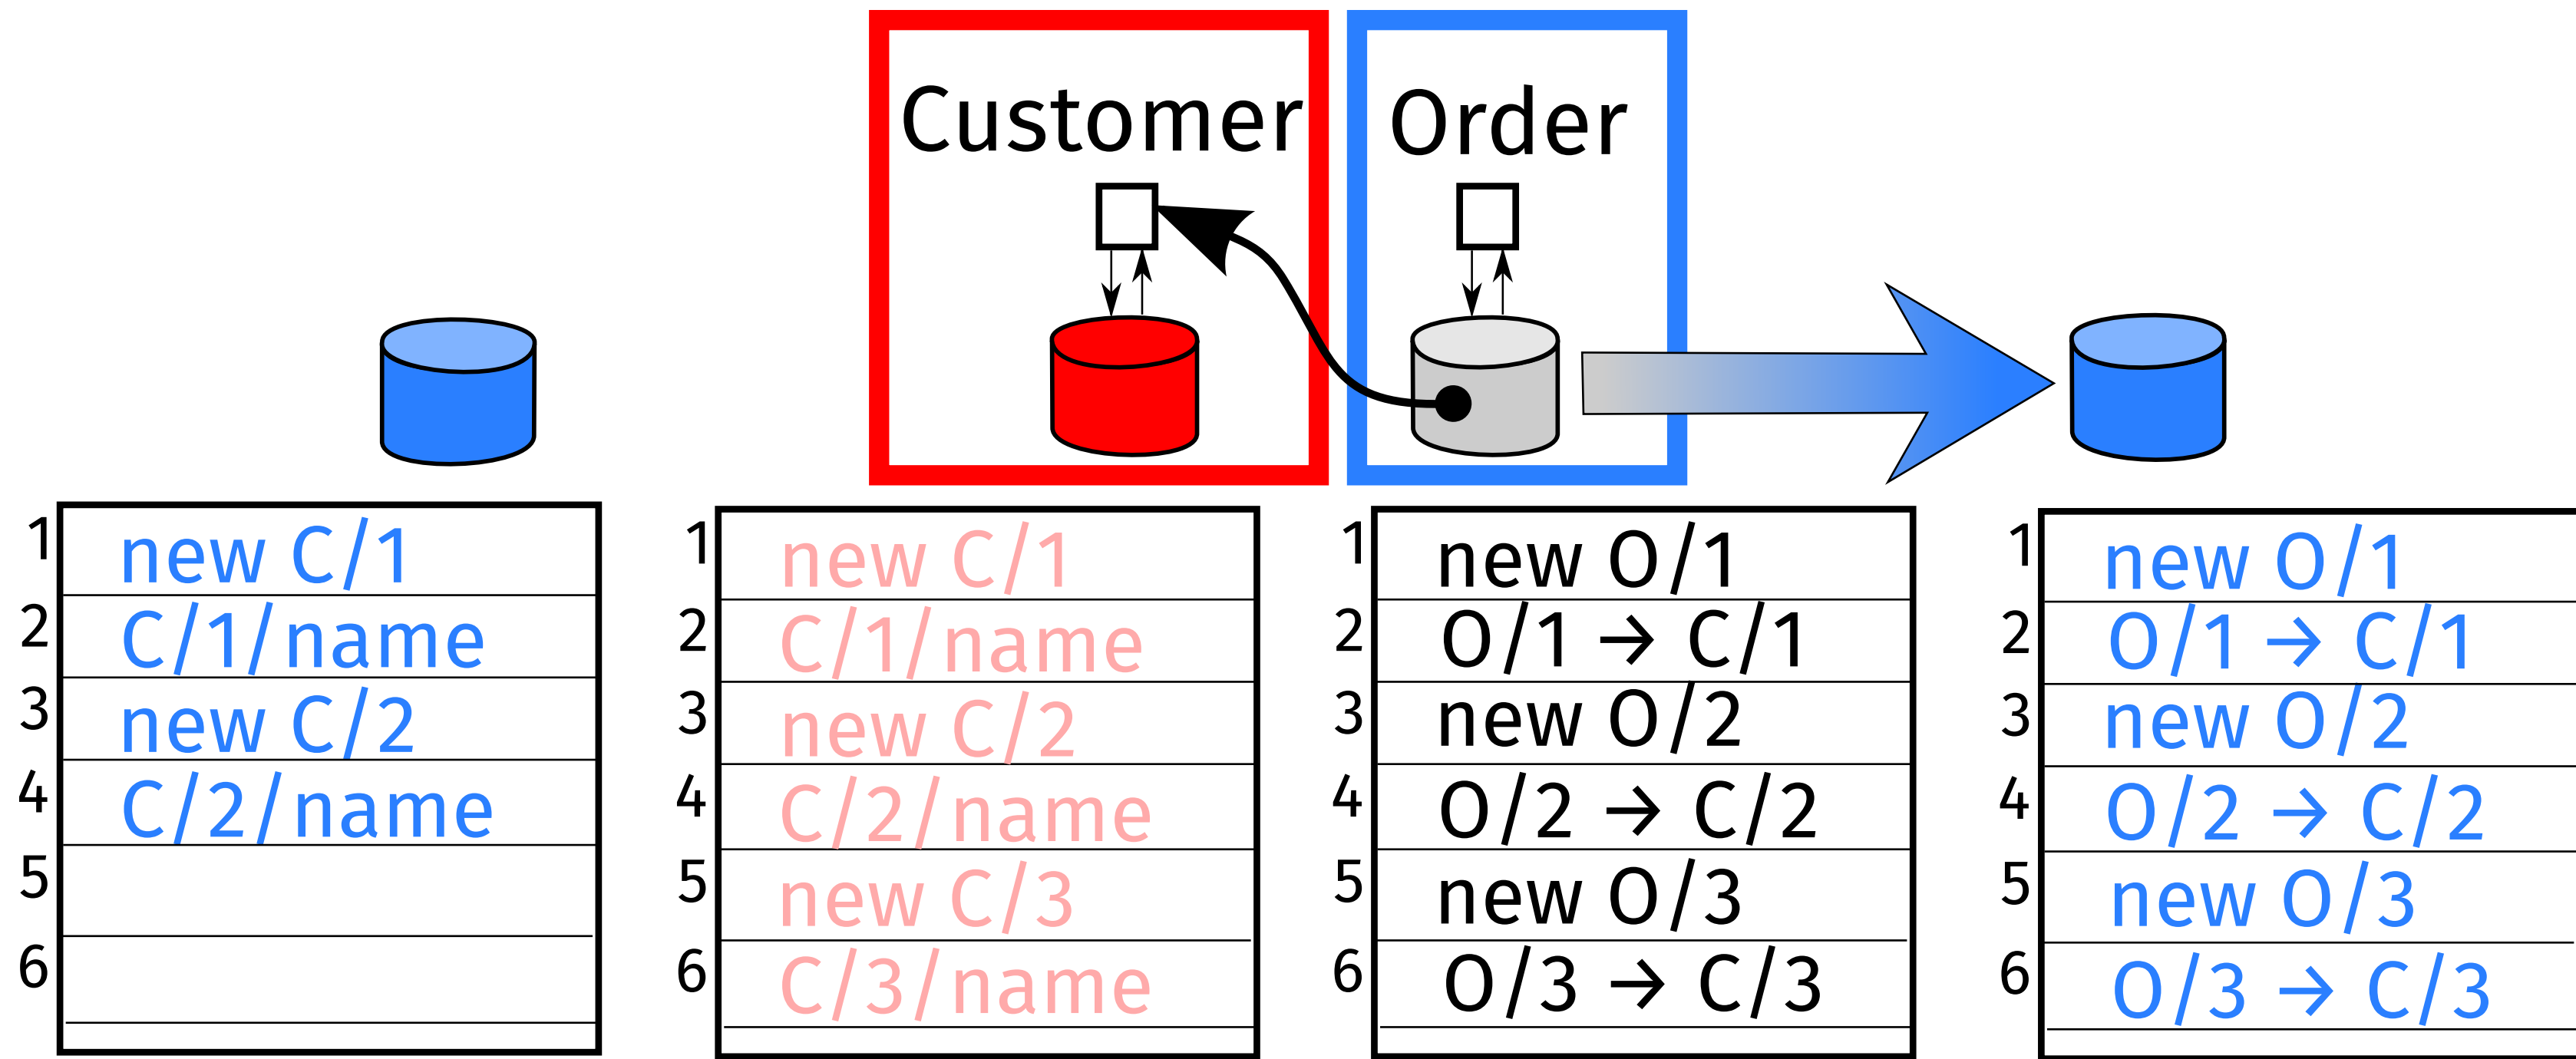 Customer
Order
1 new C/1
2 C/1/name
3 new C/2
4 C/2/name
5
6
1 new C/1
2 C/1/name
3 new C/2
4 C/2/name
5 new C/3
6 C/3/name
1 new O/1
2 O/1 → C/1
3 new O/2
4 O/2 → C/2
5 new O/3
6 O/3 → C/3
1 new O/1
2 O/1 → C/1
3 new O/2
4 O/2 → C/2
5 new O/3
6 O/3 → C/3